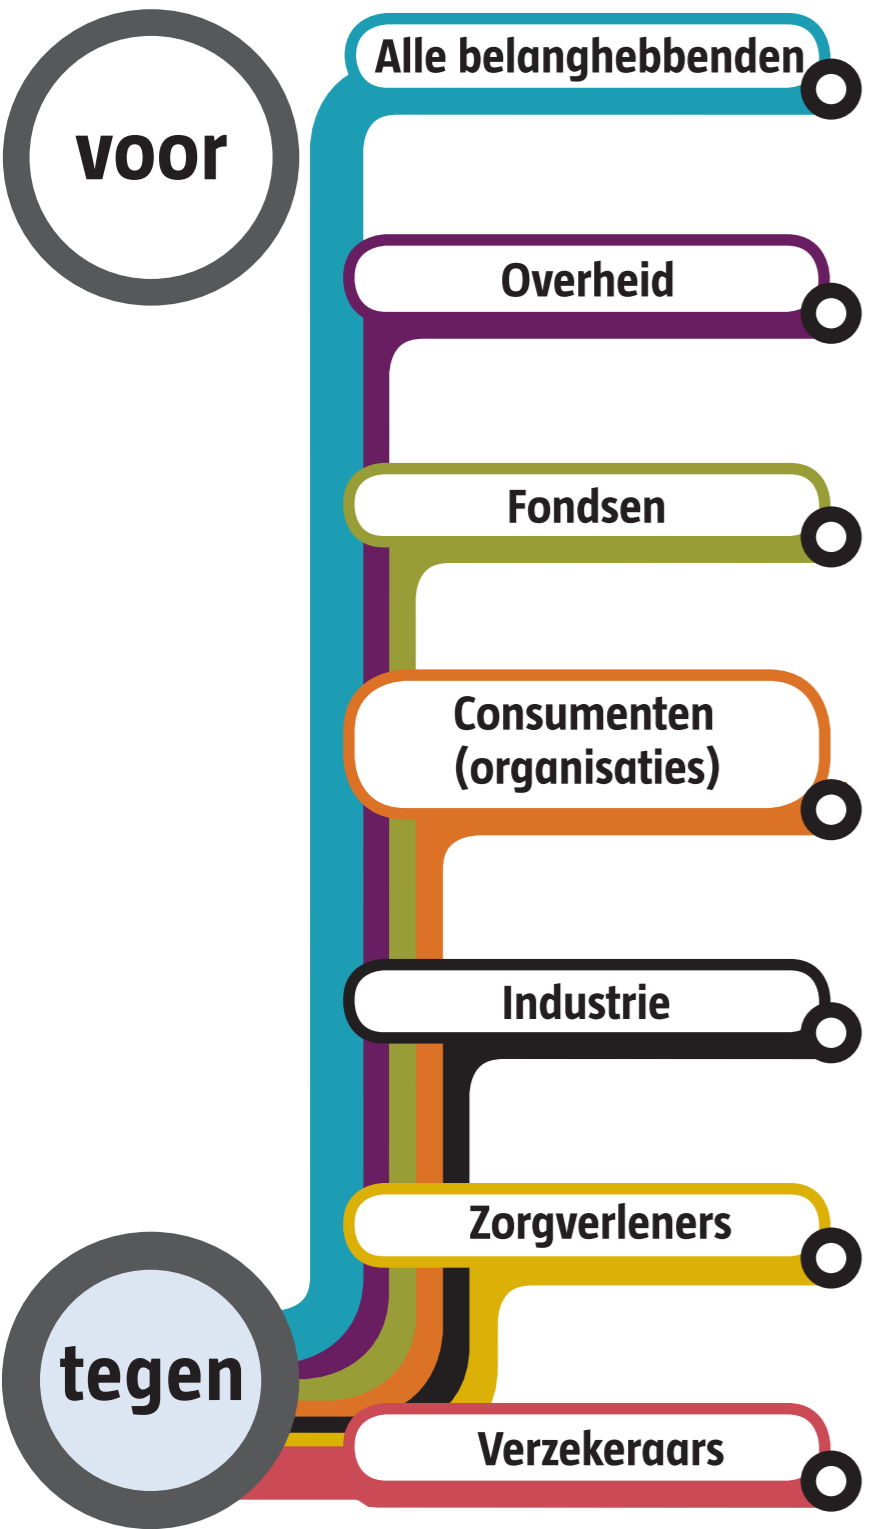 voor
Alle belanghebbenden
Overheid
Fondsen
Consumenten
(organisaties)
Industrie
Zorgverleners
tegen
Verzekeraars